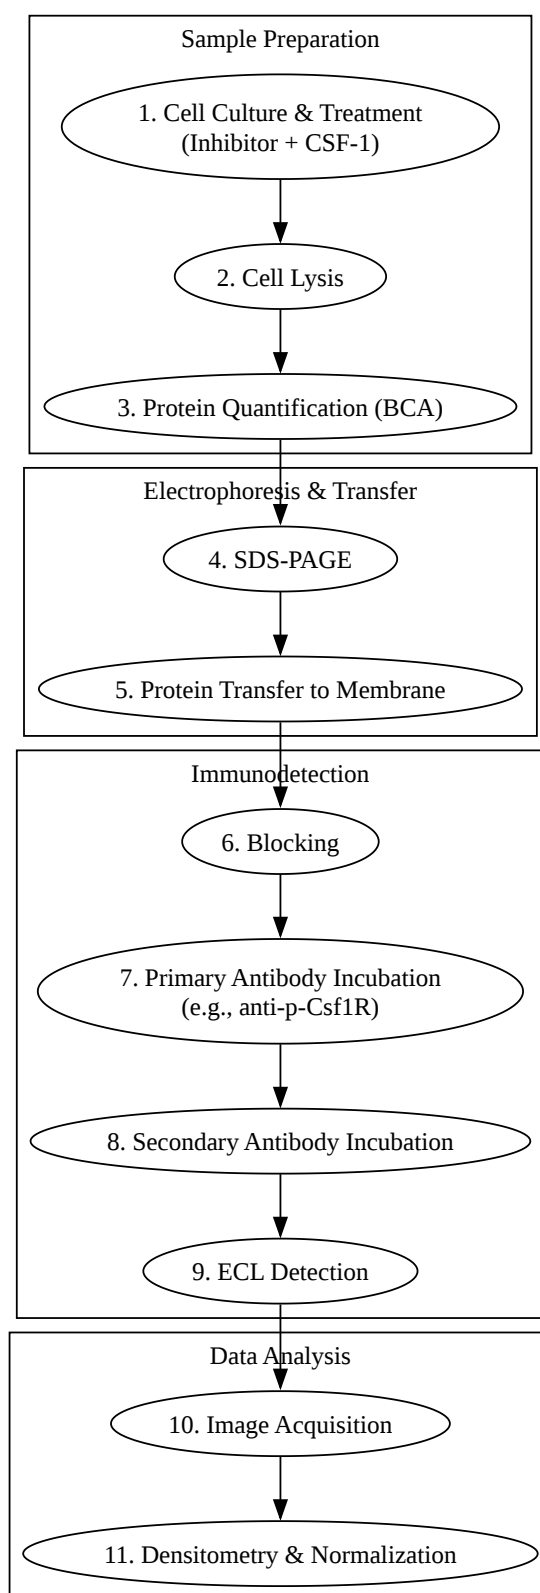 Sample Preparation
1. Cell Culture & Treatment
(Inhibitor + CSF-1)
2. Cell Lysis
3. Protein Quantification (BCA)
Electrophoresis & Transfer
4. SDS-PAGE
5. Protein Transfer to Membrane
Immunodetection
6. Blocking
7. Primary Antibody Incubation
(e.g., anti-p-Csf1R)
8. Secondary Antibody Incubation
9. ECL Detection
Data Analysis
10. Image Acquisition
11. Densitometry & Normalization